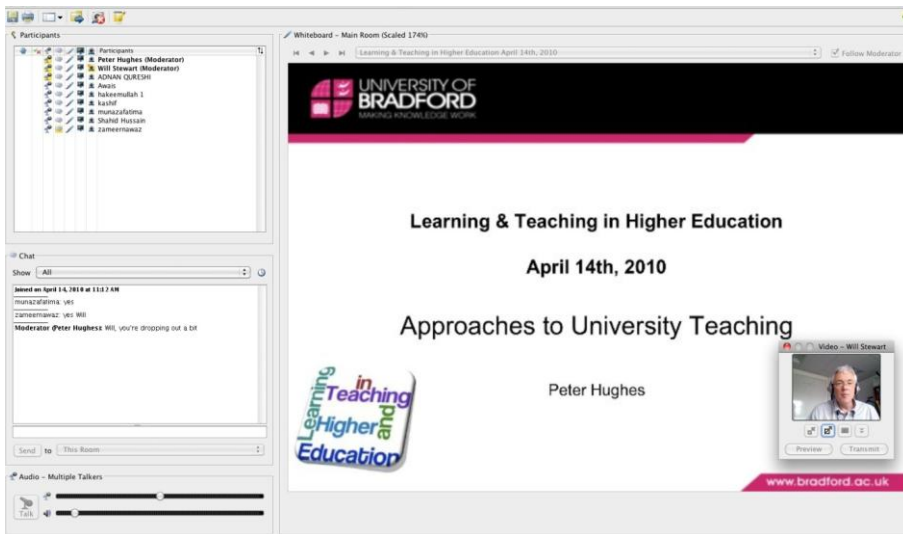 Participants
Participants
Peter Hughes (Moderator)
Will Stewart (Moderator)
ADNAN QURESHI
Awais
hakeemullah 1
kashif
munazafatima
Shahid Hussain
zameernawaz
Chat
Show All
Joined on April 14, 2010 at 11:12 AM
munazafatima: yes
zameernawaz: yes Will
Moderator (Peter Hughes): Will, you're dropping out a bit
Send to This Room
Audio - Multiple Talkers
Talk
Whiteboard - Main Room (Scaled 174%)
Learning & Teaching in Higher Education April 14th, 2010
Follow Moderator
UNIVERSITY OF
BRADFORD
MAKING KNOWLEDGE WORK
Learning & Teaching in Higher Education
April 14th, 2010
Approaches to University Teaching
Peter Hughes
Learning in Teaching Higher and Education
Video - Will Stewart
Preview Transmit
www.bradford.ac.uk